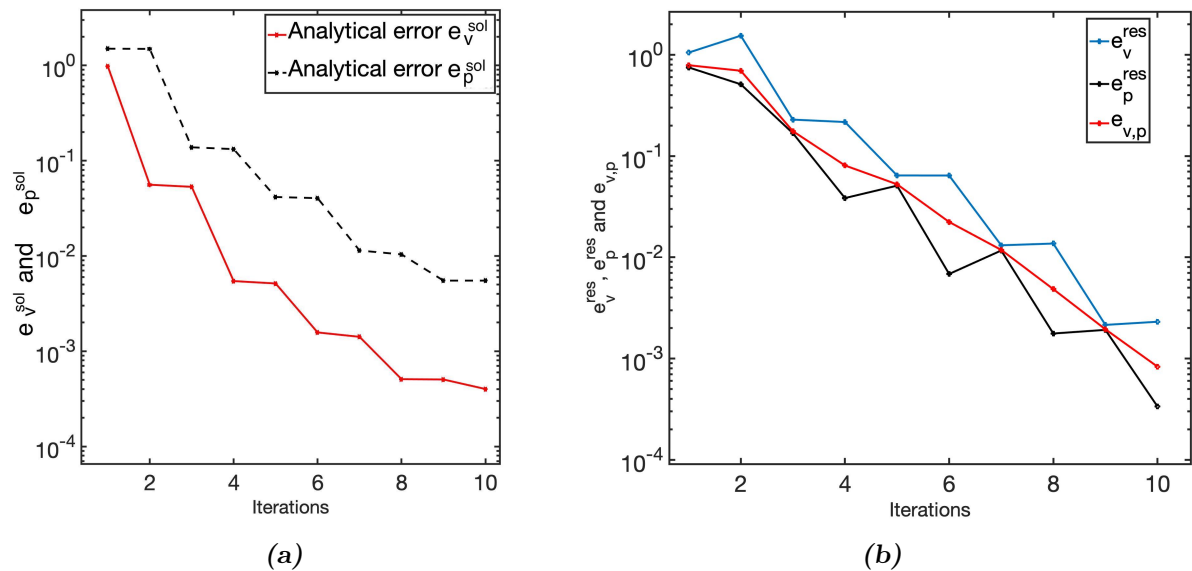 Analytical error e_v^sol
Analytical error e_p^sol
10^0
10^-1
10^-2
10^-3
10^-4
e v^sol and e p^sol
2 4 6 8 10
Iterations
(a)
e_v^res
e_p^res
e_v,p
10^0
10^-1
10^-2
10^-3
10^-4
e_v^res , e_p^res and e_v,p
2 4 6 8 10
Iterations
(b)